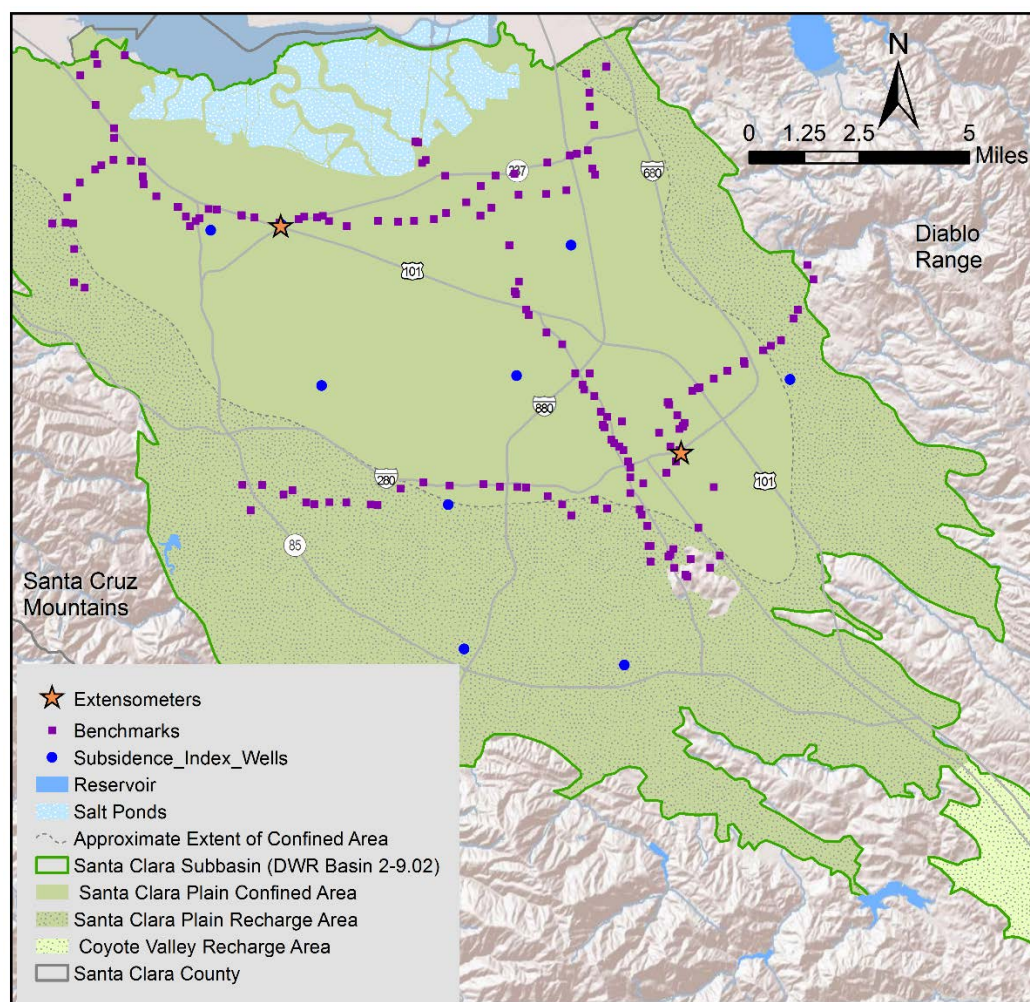 N
0 1.25 2.5 5
Miles
237
680
Diablo
Range
101
880
280
101
85
Santa Cruz
Mountains
Extensometers
Benchmarks
Subsidence_Index_Wells
Reservoir
Salt Ponds
Approximate Extent of Confined Area
Santa Clara Subbasin (DWR Basin 2-9.02)
Santa Clara Plain Confined Area
Santa Clara Plain Recharge Area
Coyote Valley Recharge Area
Santa Clara County